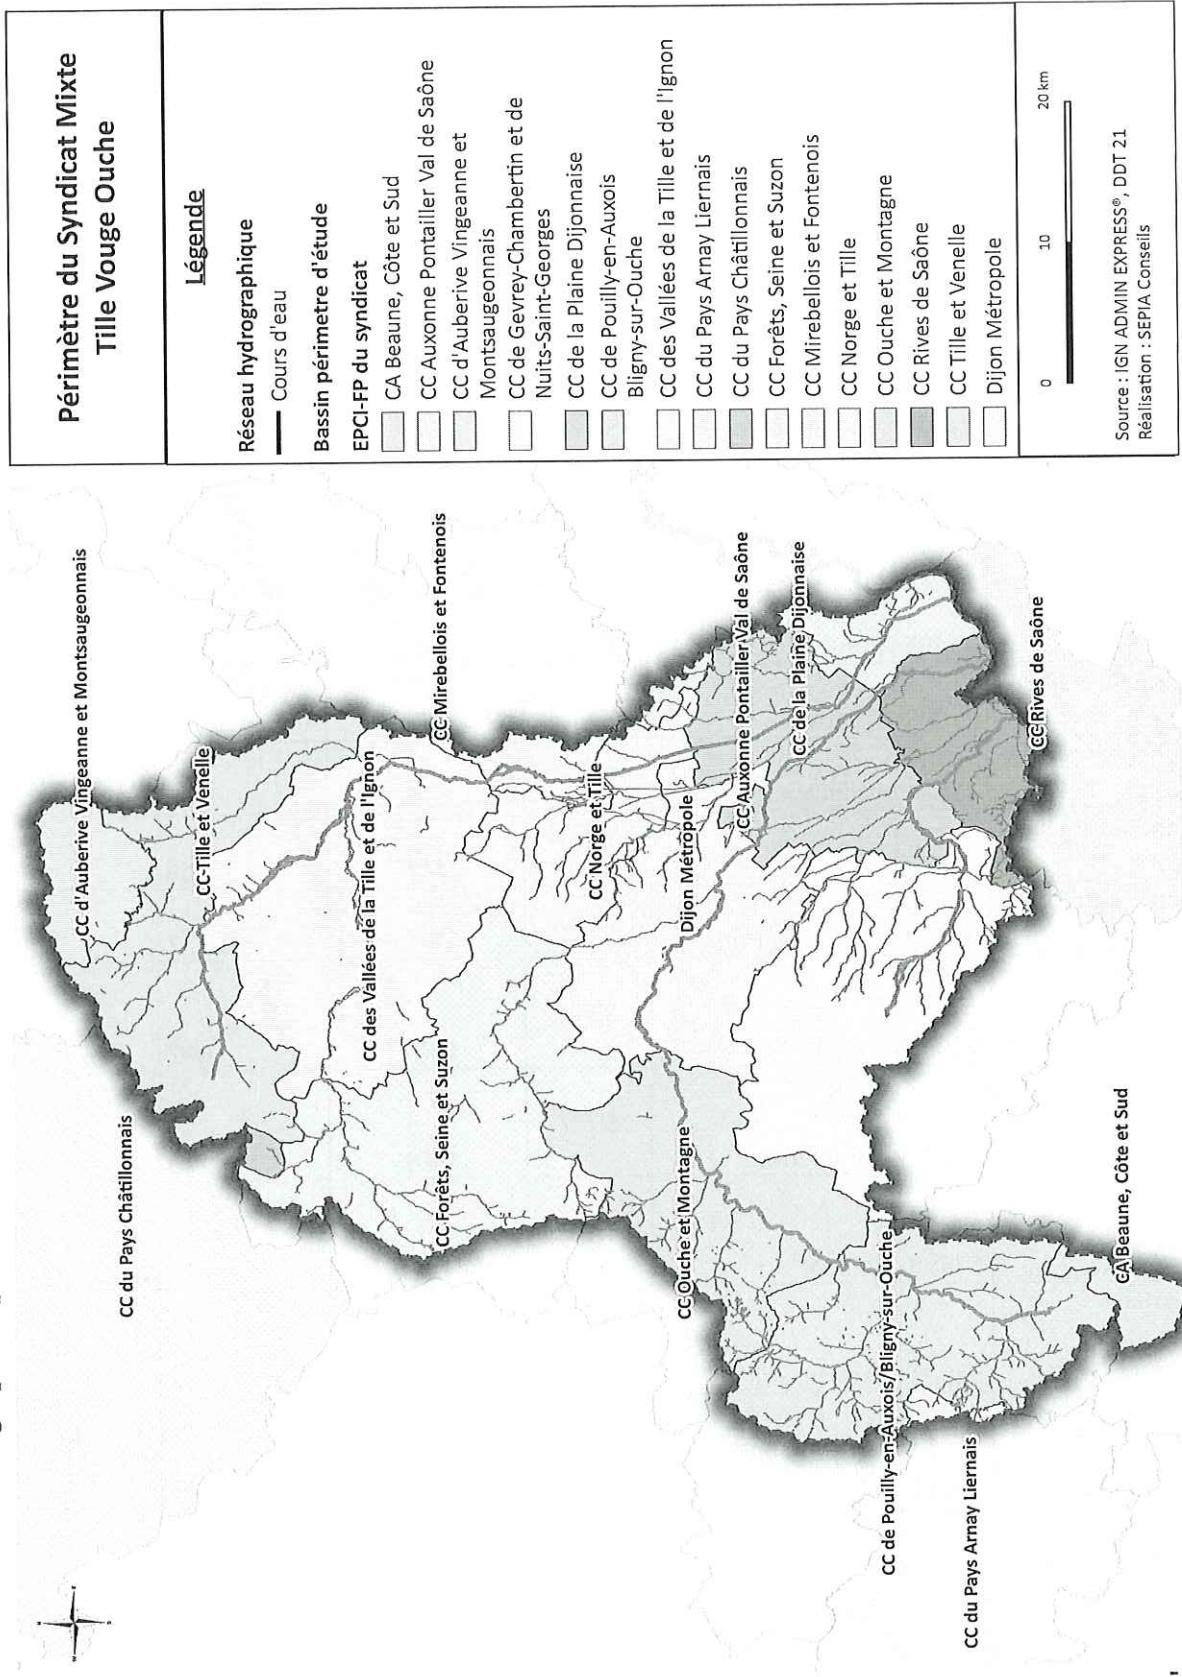 Périmètre du Syndicat Mixte
Tille Vouge Ouche
Légende
Réseau hydrographique
Cours d'eau
Bassin périmetre d'étude
EPCI-FP du syndicat
CA Beaune, Côte et Sud
CC Auxonne Pontailler Val de Saône
CC d'Auberive Vingeanne et
Montsaugeonnais
CC de Gevrey-Chambertin et de
Nuits-Saint-Georges
CC de la Plaine Dijonnaise
CC de Pouilly-en-Auxois
Bligny-sur-Ouche
CC des Vallées de la Tille et de l'Ignon
CC du Pays Arnay Liernais
CC du Pays Châtillonnais
CC Forêts, Seine et Suzon
CC Mirebellois et Fontenois
CC Norge et Tille
CC Ouche et Montagne
CC Rives de Saône
CC Tille et Venelle
Dijon Métropole
0 10 20 km
Source : IGN ADMIN EXPRESS®, DDT 21
Réalisation : SEPIA Conseils
CC d'Auberive Vingeanne et Montsaugeonnais
CC du Pays Châtillonnais
CC Tille et Venelle
CC des Vallées de la Tille et de l'Ignon
CC Mirebellois et Fontenois
CC Forêts, Seine et Suzon
CC Norge et Tille
Dijon Métropole
CC Ouche et Montagne
CC Auxonne Pontailler Val de Saône
CC de la Plaine Dijonnaise
CC de Pouilly-en-Auxois/Bligny-sur-Ouche
CC du Pays Arnay Liernais
CC Rives de Saône
CA Beaune, Côte et Sud